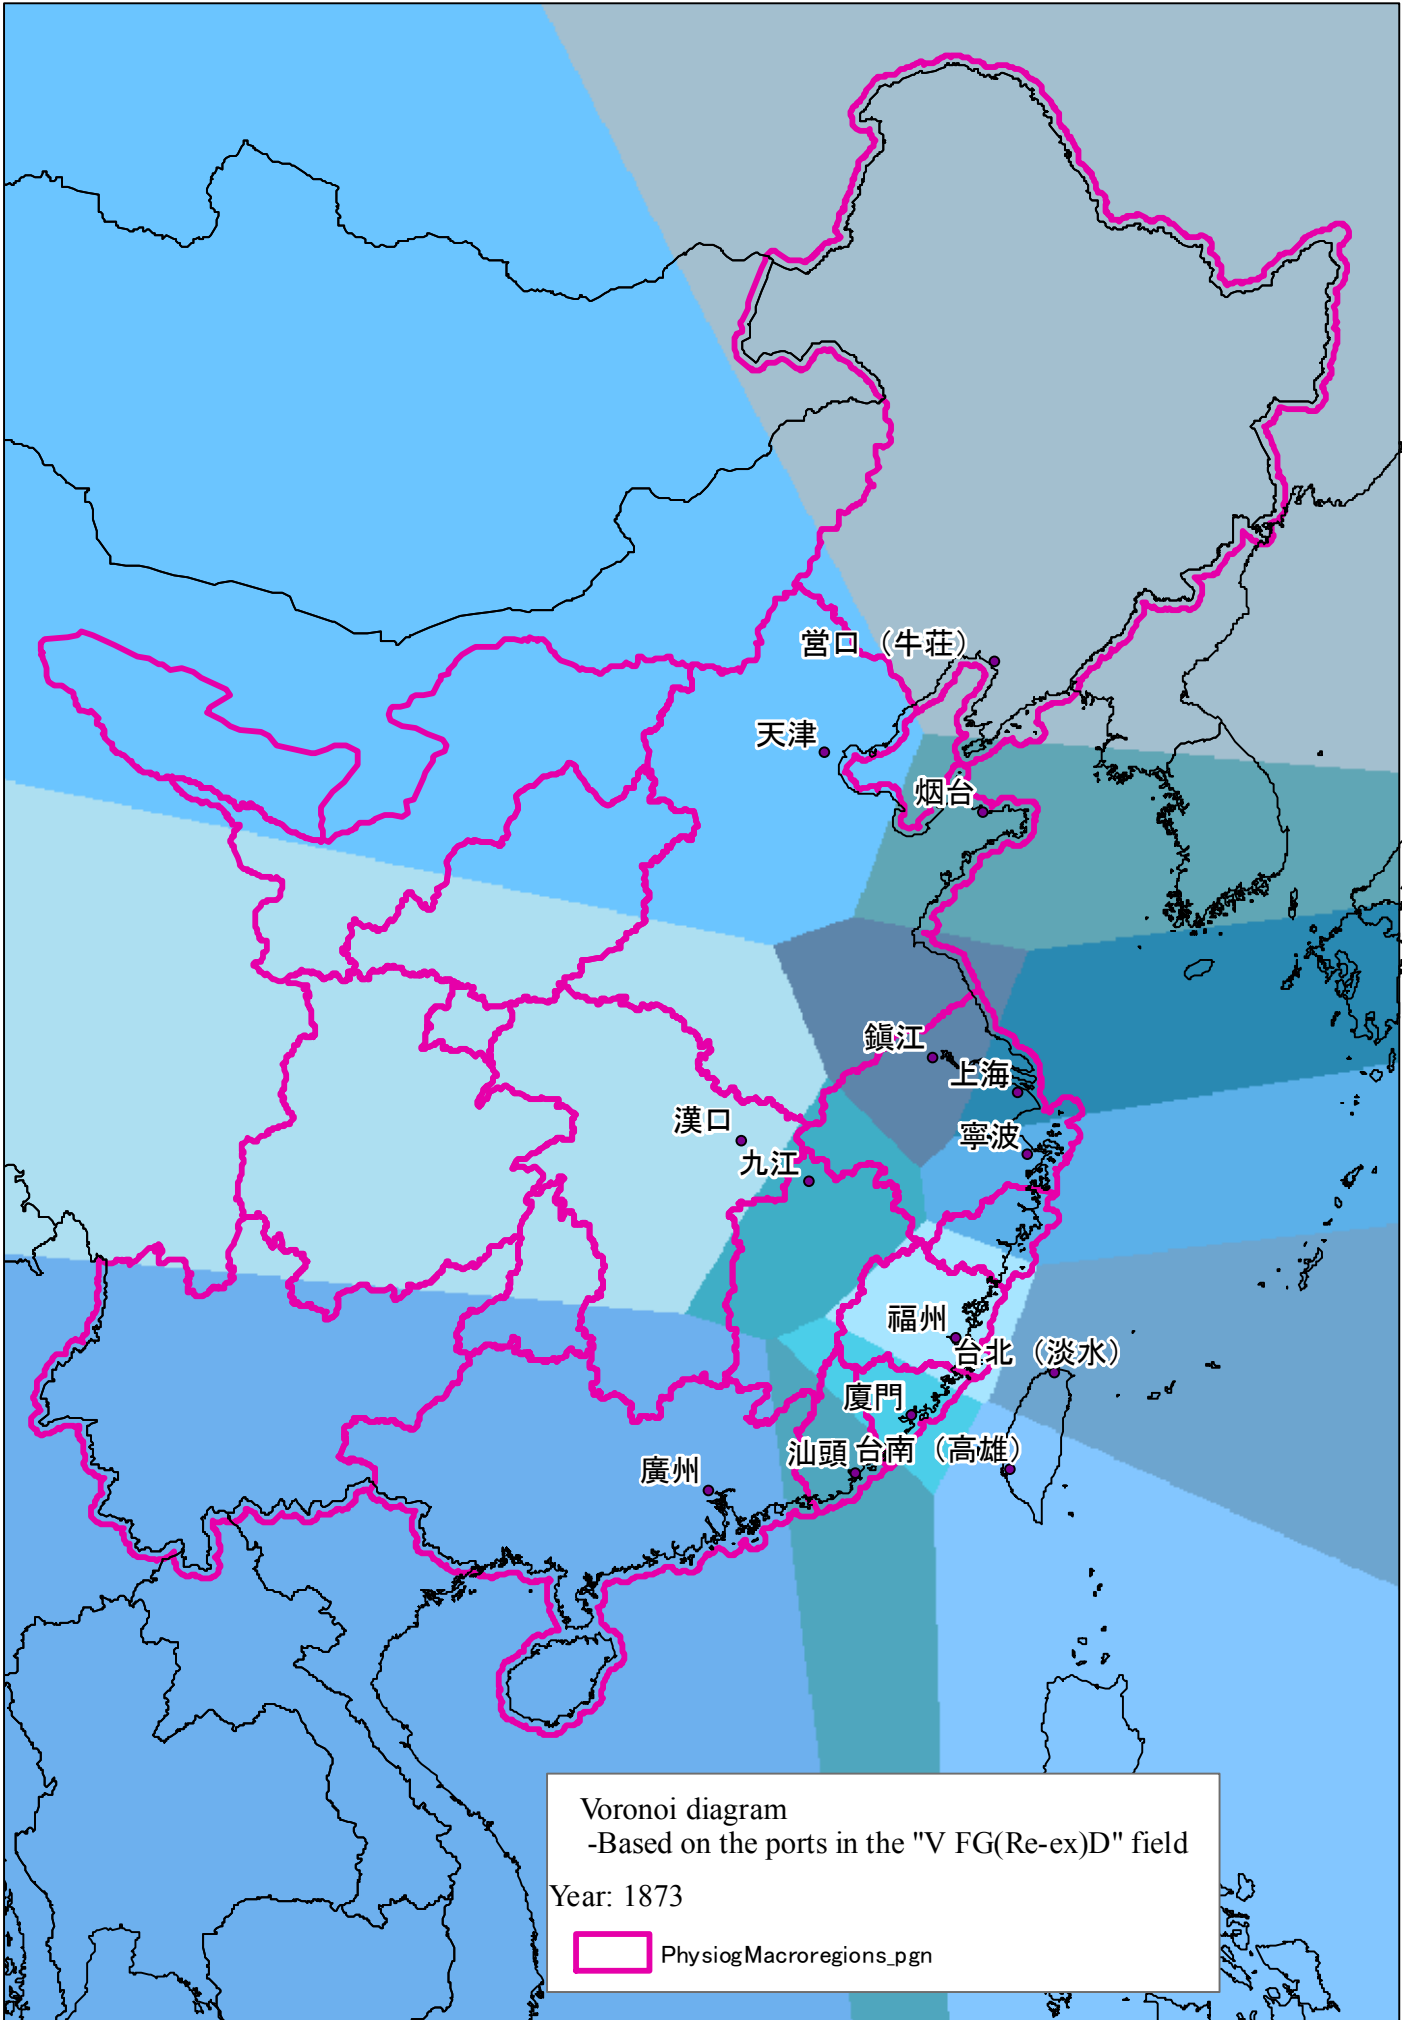 営口（牛荘）
天津
烟台
鎭江
上海
漢口
寧波
九江
福州
台北（淡水）
廈門
汕頭
台南（高雄）
廣州
Voronoi diagram
-Based on the ports in the "V FG(Re-ex)D" field
Year: 1873
PhysiogMacroregions_pgn